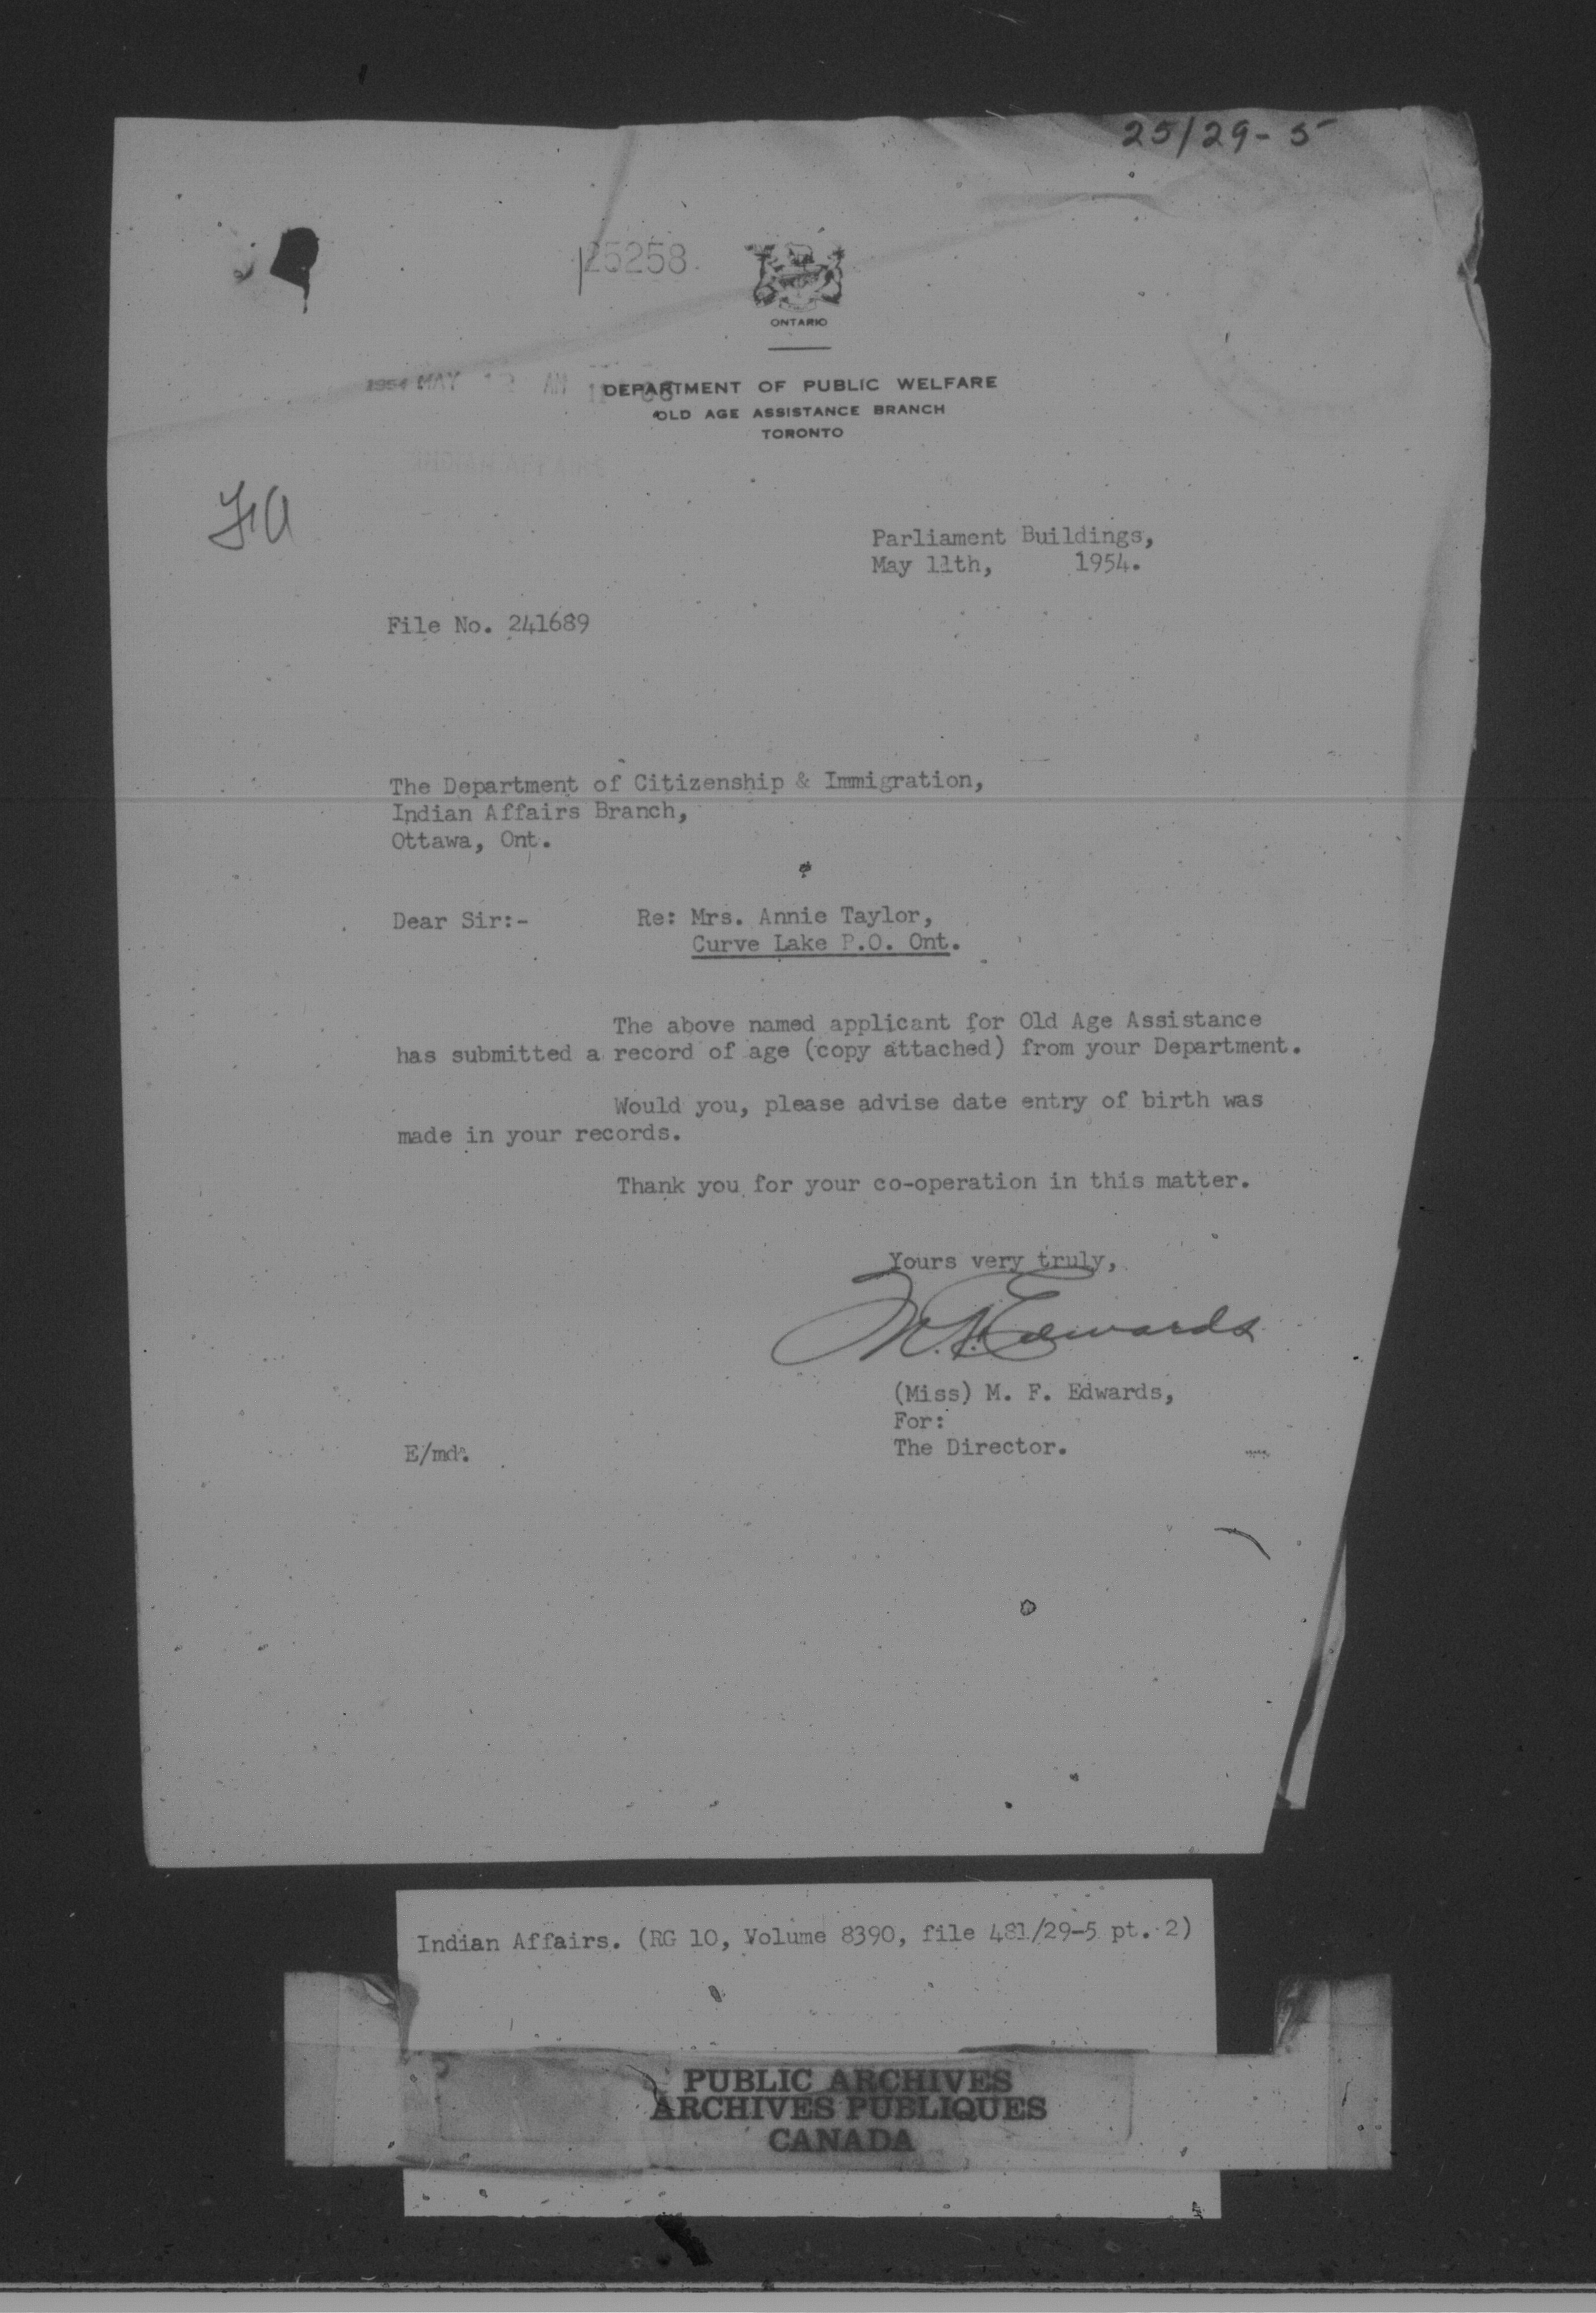 25/29-5
25258
ONTARIO
1954 MAY 12 AM 11
DEPARTMENT OF PUBLIC WELFARE
OLD AGE ASSISTANCE BRANCH
TORONTO
INDIAN AFFAIRS
Parliament Buildings,
May 11th, 1954.
File No. 241689
The Department of Citizenship & Immigration,
Indian Affairs Branch,
Ottawa, Ont.
Dear Sir:- Re: Mrs. Annie Taylor,
Curve Lake P.O. Ont.
The above named applicant for Old Age Assistance
has submitted a record of age (copy attached) from your Department.
Would you, please advise date entry of birth was
made in your records.
Thank you for your co-operation in this matter.
Yours very truly,
M. F. Edwards
(Miss) M. F. Edwards,
For:
The Director.
E/md.
Indian Affairs. (RG 10, Volume 8390, file 481/29-5 pt. 2)
PUBLIC ARCHIVES
ARCHIVES PUBLIQUES
CANADA